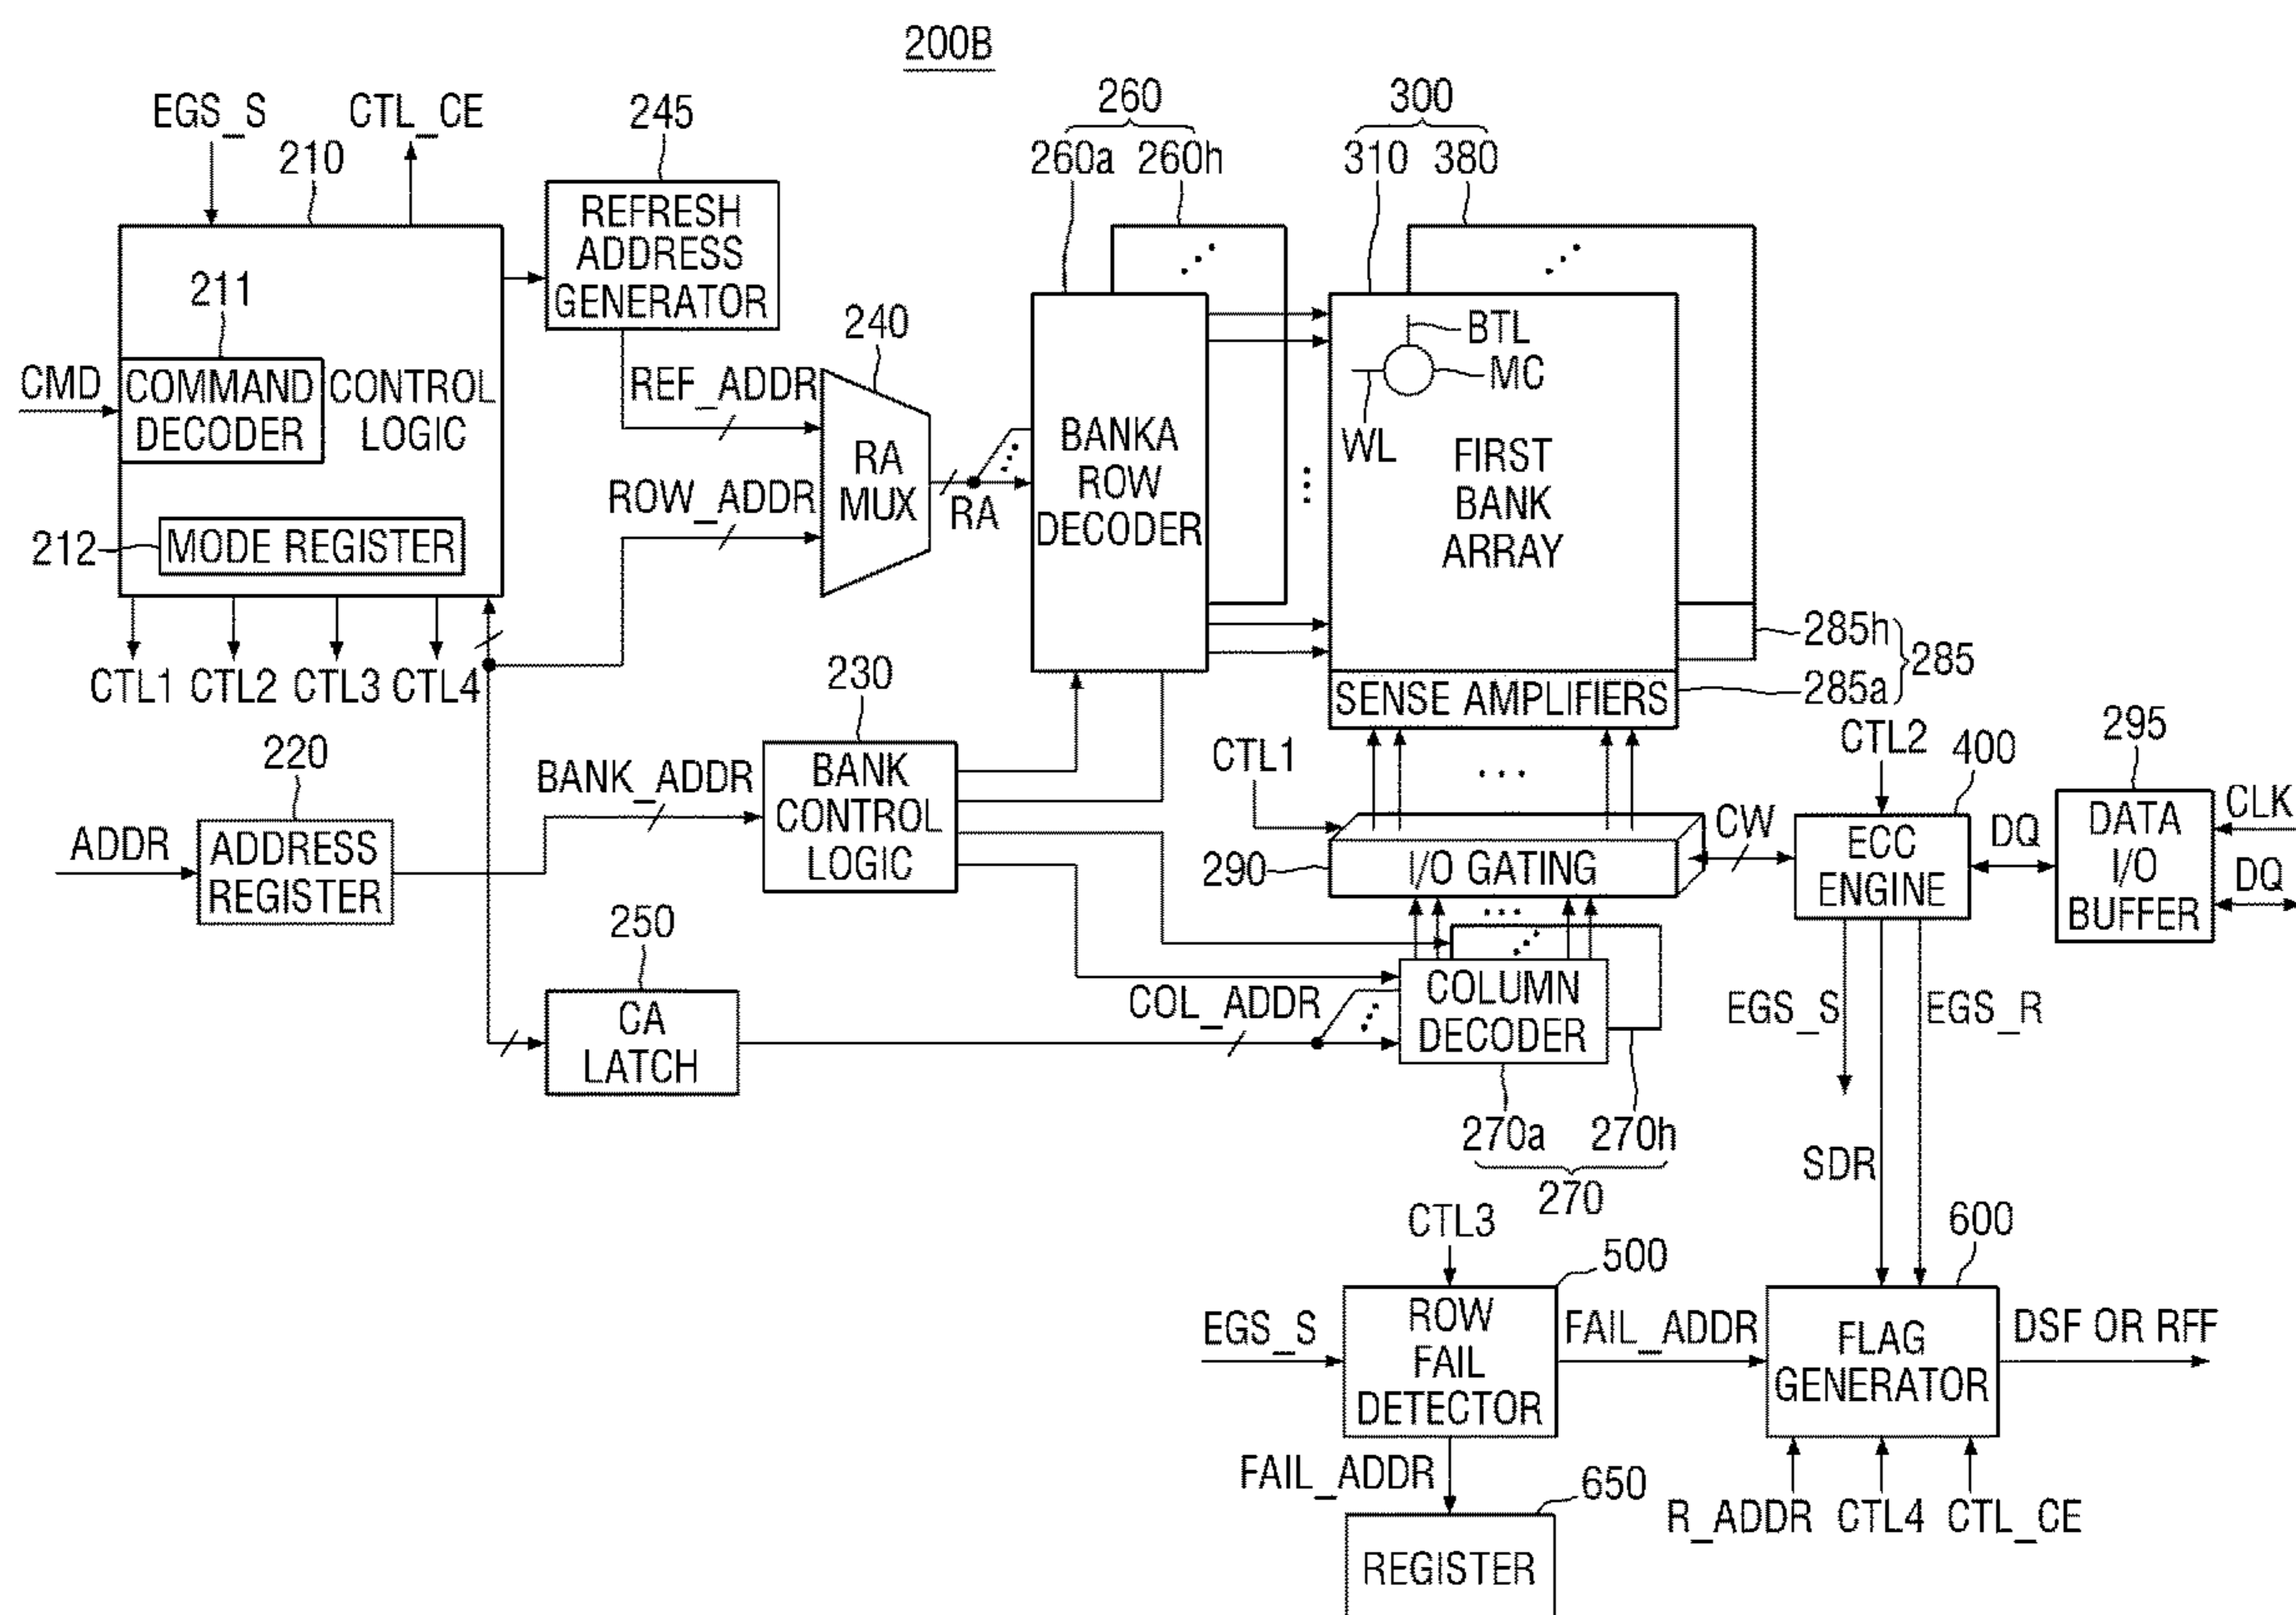 200B
EGS_S
CTL_CE
245
260
300
210
260a
260h
310
380
REFRESH
ADDRESS
GENERATOR
211
240
BTL
MC
WL
CMD
COMMAND
DECODER
CONTROL
LOGIC
REF_ADDR
RA
MUX
BANKA
ROW
DECODER
FIRST
BANK
ARRAY
ROW_ADDR
RA
212
MODE REGISTER
CTL1
CTL2
CTL3
CTL4
230
285h
285
285a
SENSE AMPLIFIERS
220
BANK_ADDR
BANK
CONTROL
LOGIC
CTL1
CTL2
400
295
ADDR
ADDRESS
REGISTER
290
I/O GATING
CW
ECC
ENGINE
DQ
DATA
I/O
BUFFER
CLK
DQ
250
CA
LATCH
COL_ADDR
COLUMN
DECODER
EGS_S
EGS_R
270a
270h
270
SDR
CTL3
500
600
EGS_S
ROW
FAIL
DETECTOR
FAIL_ADDR
FLAG
GENERATOR
DSF OR RFF
FAIL_ADDR
650
R_ADDR
CTL4
CTL_CE
REGISTER